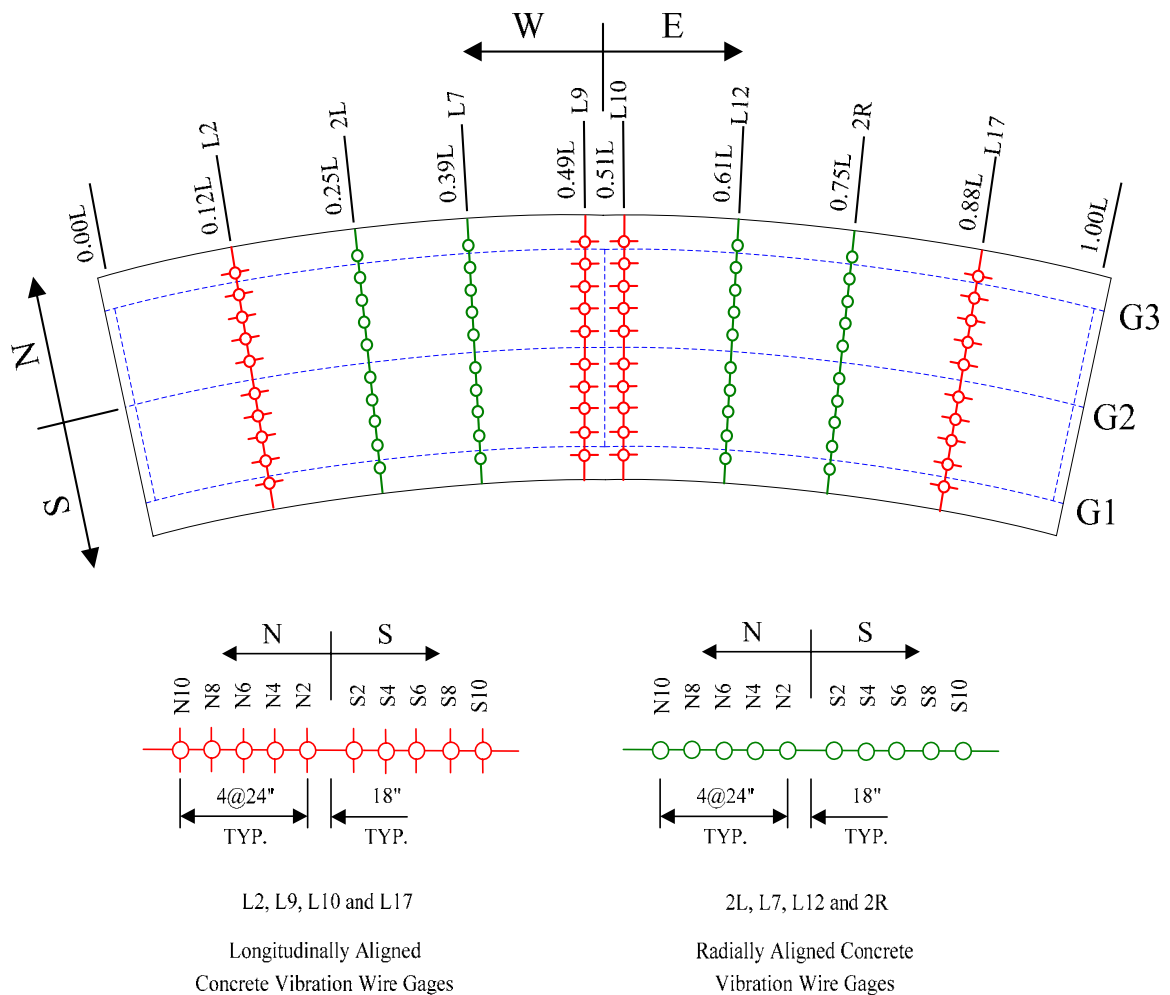 W E
0.00L
0.12L L2
0.25L 2L
0.39L L7
0.49L L9
0.51L L10
0.61L L12
0.75L 2R
0.88L L17
1.00L
N
S
G3
G2
G1
N S
N10 N8 N6 N4 N2 S2 S4 S6 S8 S10
4@24" 18"
TYP. TYP.
L2, L9, L10 and L17
Longitudinally Aligned
Concrete Vibration Wire Gages
N S
N10 N8 N6 N4 N2 S2 S4 S6 S8 S10
4@24" 18"
TYP. TYP.
2L, L7, L12 and 2R
Radially Aligned Concrete
Vibration Wire Gages